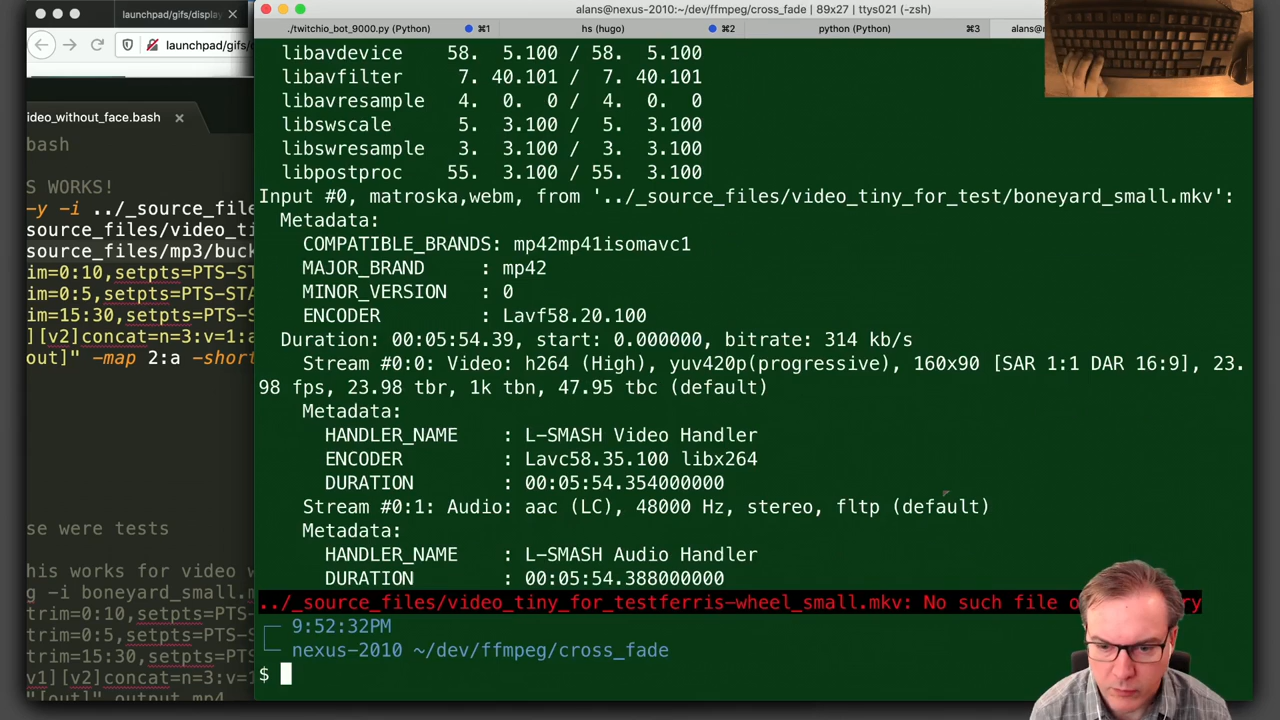 launchpad/gifs/display
launchpad/gifs/
ideo_without_face.bash
bash
S WORKS!
-y -i ../_source_file
source_files/video_ti
source_files/mp3/buck
im=0:10,setpts=PTS-ST
im=0:5,setpts=PTS-STA
im=15:30,setpts=PTS-S
][v2]concat=n=3:v=1:a
out]" -map 2:a -short
se were tests
his works for video w
g -i boneyard_small.m
trim=0:10,setpts=PTS-
trim=0:5,setpts=PTS-S
trim=15:30,setpts=PTS
v1][v2]concat=n=3:v=1
"[out]" output.mp4
alans@nexus-2010:~/dev/ffmpeg/cross_fade | 89x27 | ttys021 (-zsh)
./twitchio_bot_9000.py (Python) ⌘1 hs (hugo) ⌘2 python (Python) ⌘3 alans@nex
libavdevice 58. 5.100 / 58. 5.100
libavfilter 7. 40.101 / 7. 40.101
libavresample 4. 0. 0 / 4. 0. 0
libswscale 5. 3.100 / 5. 3.100
libswresample 3. 3.100 / 3. 3.100
libpostproc 55. 3.100 / 55. 3.100
Input #0, matroska,webm, from '../_source_files/video_tiny_for_test/boneyard_small.mkv':
Metadata:
COMPATIBLE_BRANDS: mp42mp41isomavc1
MAJOR_BRAND : mp42
MINOR_VERSION : 0
ENCODER : Lavf58.20.100
Duration: 00:05:54.39, start: 0.000000, bitrate: 314 kb/s
Stream #0:0: Video: h264 (High), yuv420p(progressive), 160x90 [SAR 1:1 DAR 16:9], 23.
98 fps, 23.98 tbr, 1k tbn, 47.95 tbc (default)
Metadata:
HANDLER_NAME : L-SMASH Video Handler
ENCODER : Lavc58.35.100 libx264
DURATION : 00:05:54.354000000
Stream #0:1: Audio: aac (LC), 48000 Hz, stereo, fltp (default)
Metadata:
HANDLER_NAME : L-SMASH Audio Handler
DURATION : 00:05:54.388000000
../_source_files/video_tiny_for_testferris-wheel_small.mkv: No such file o ry
9:52:32PM
nexus-2010 ~/dev/ffmpeg/cross_fade
$